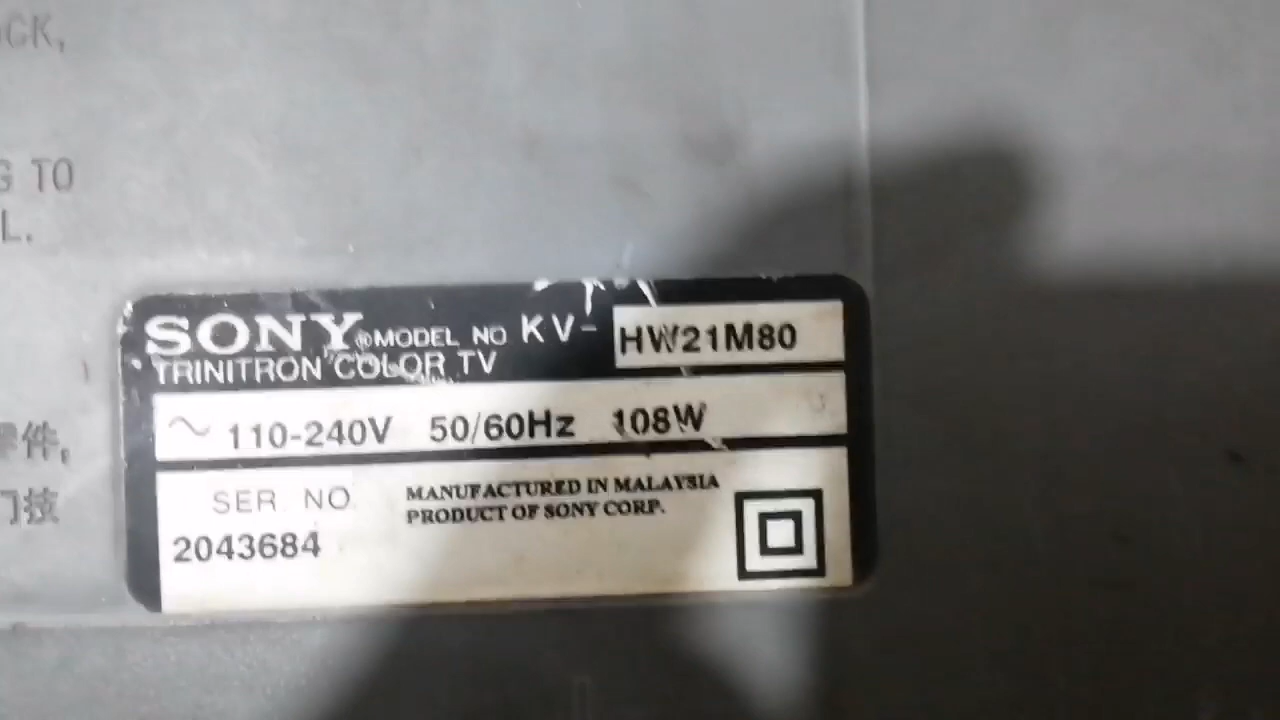 CK,
G TO
L.
件,
门技
SONY® MODEL NO KV- HW21M80
TRINITRON COLOR TV
~ 110-240V 50/60Hz 108W
SER. NO. MANUFACTURED IN MALAYSIA
PRODUCT OF SONY CORP.
2043684